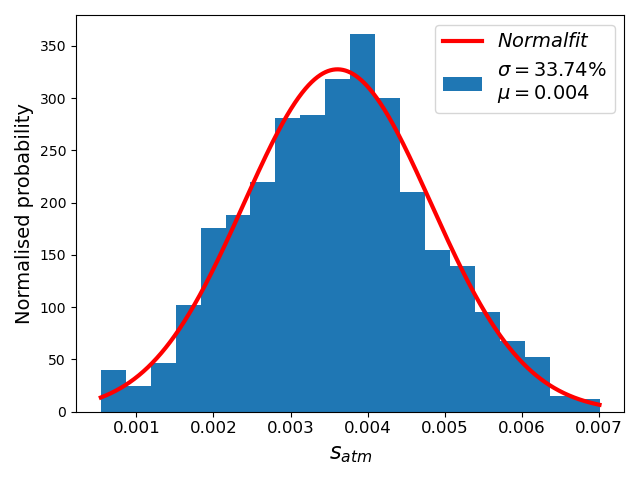 Normalfit
σ = 33.74%
μ = 0.004
Normalised probability
350
300
250
200
150
100
50
0
0.001 0.002 0.003 0.004 0.005 0.006 0.007
s_atm